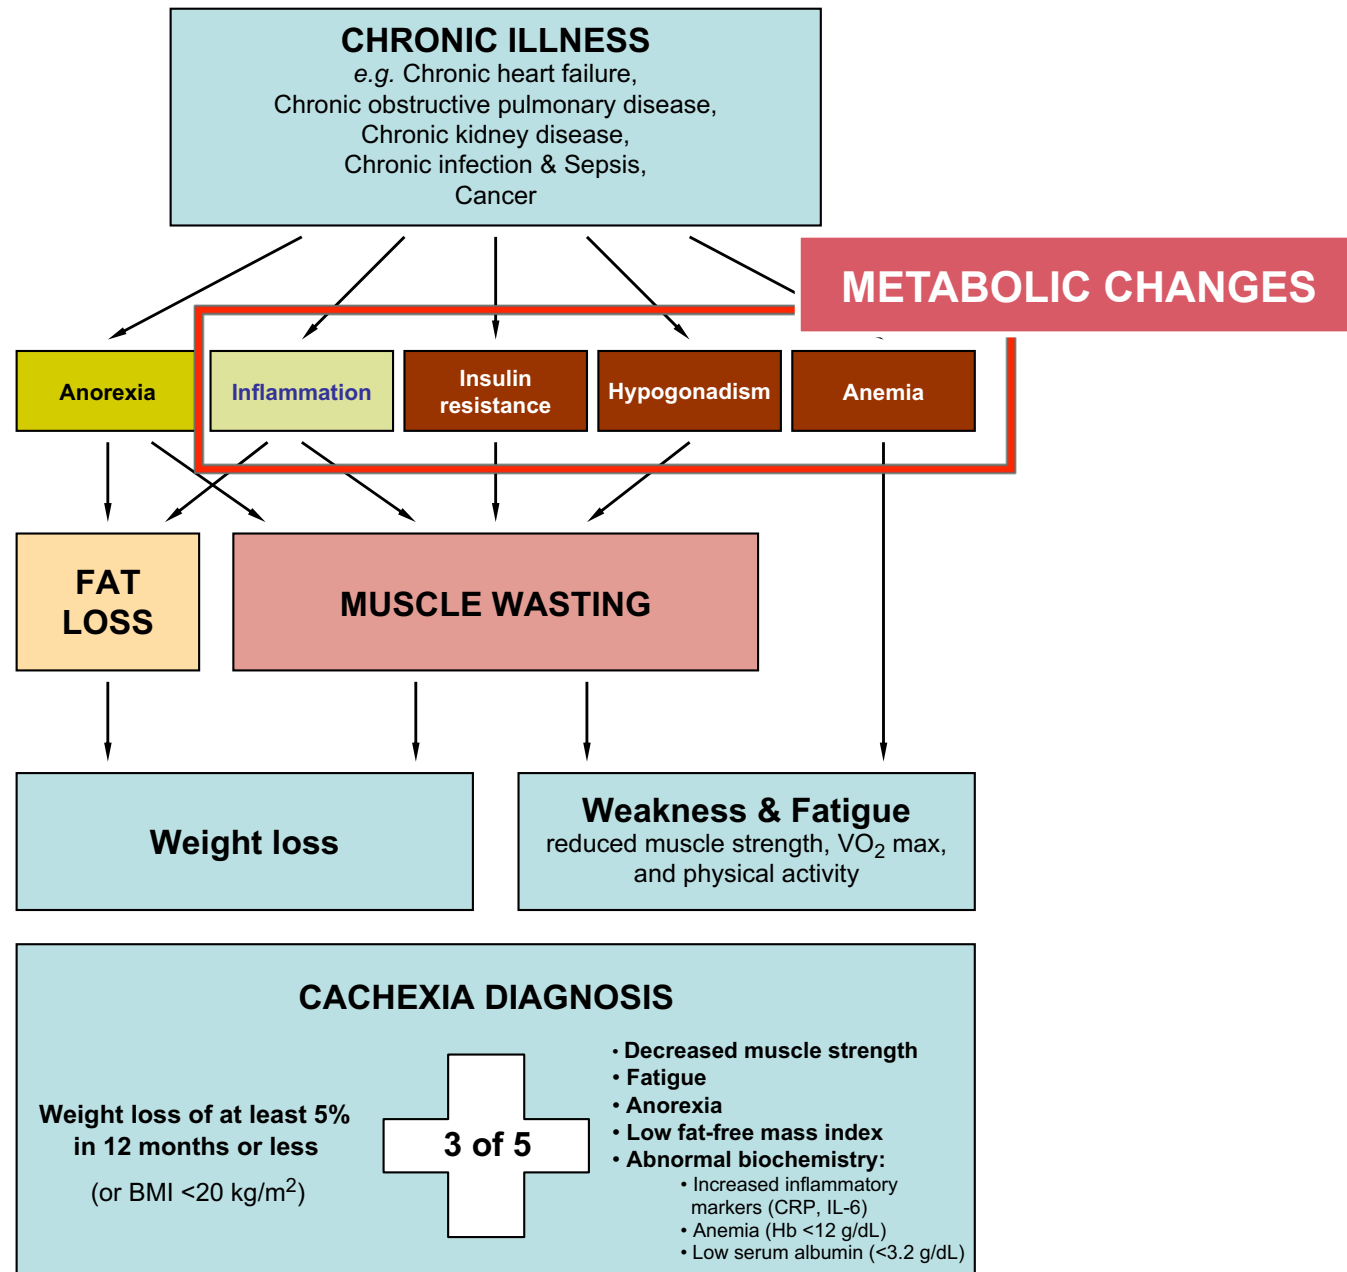 CHRONIC ILLNESS
e.g. Chronic heart failure,
Chronic obstructive pulmonary disease,
Chronic kidney disease,
Chronic infection & Sepsis,
Cancer
METABOLIC CHANGES
Anorexia
Inflammation
Insulin
resistance
Hypogonadism
Anemia
FAT
LOSS
MUSCLE WASTING
Weight loss
Weakness & Fatigue
reduced muscle strength, VO2 max,
and physical activity
CACHEXIA DIAGNOSIS
Weight loss of at least 5%
in 12 months or less
(or BMI <20 kg/m2)
3 of 5
• Decreased muscle strength
• Fatigue
• Anorexia
• Low fat-free mass index
• Abnormal biochemistry:
• Increased inflammatory
markers (CRP, IL-6)
• Anemia (Hb <12 g/dL)
• Low serum albumin (<3.2 g/dL)